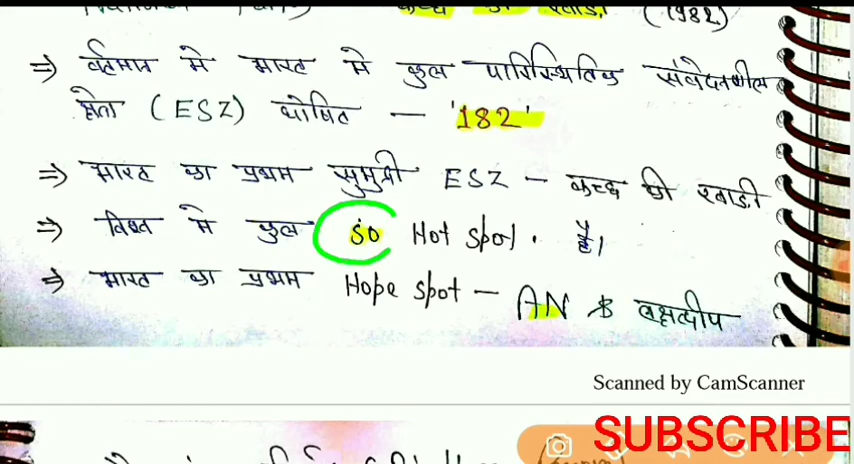 (1982)
⇒ वर्तमान मे भारत मे कुल पारिस्थितिक संवेदनशील
क्षेत्र (ESZ) घोषित — '182'
⇒ भारत का प्रथम सुमुद्री ESZ – कच्छ की खाड़ी
⇒ विश्व मे कुल 50 Hot spot. है।
⇒ भारत का प्रथम Hope spot – AN & लक्षद्वीप
Scanned by CamScanner
SUBSCRIBE